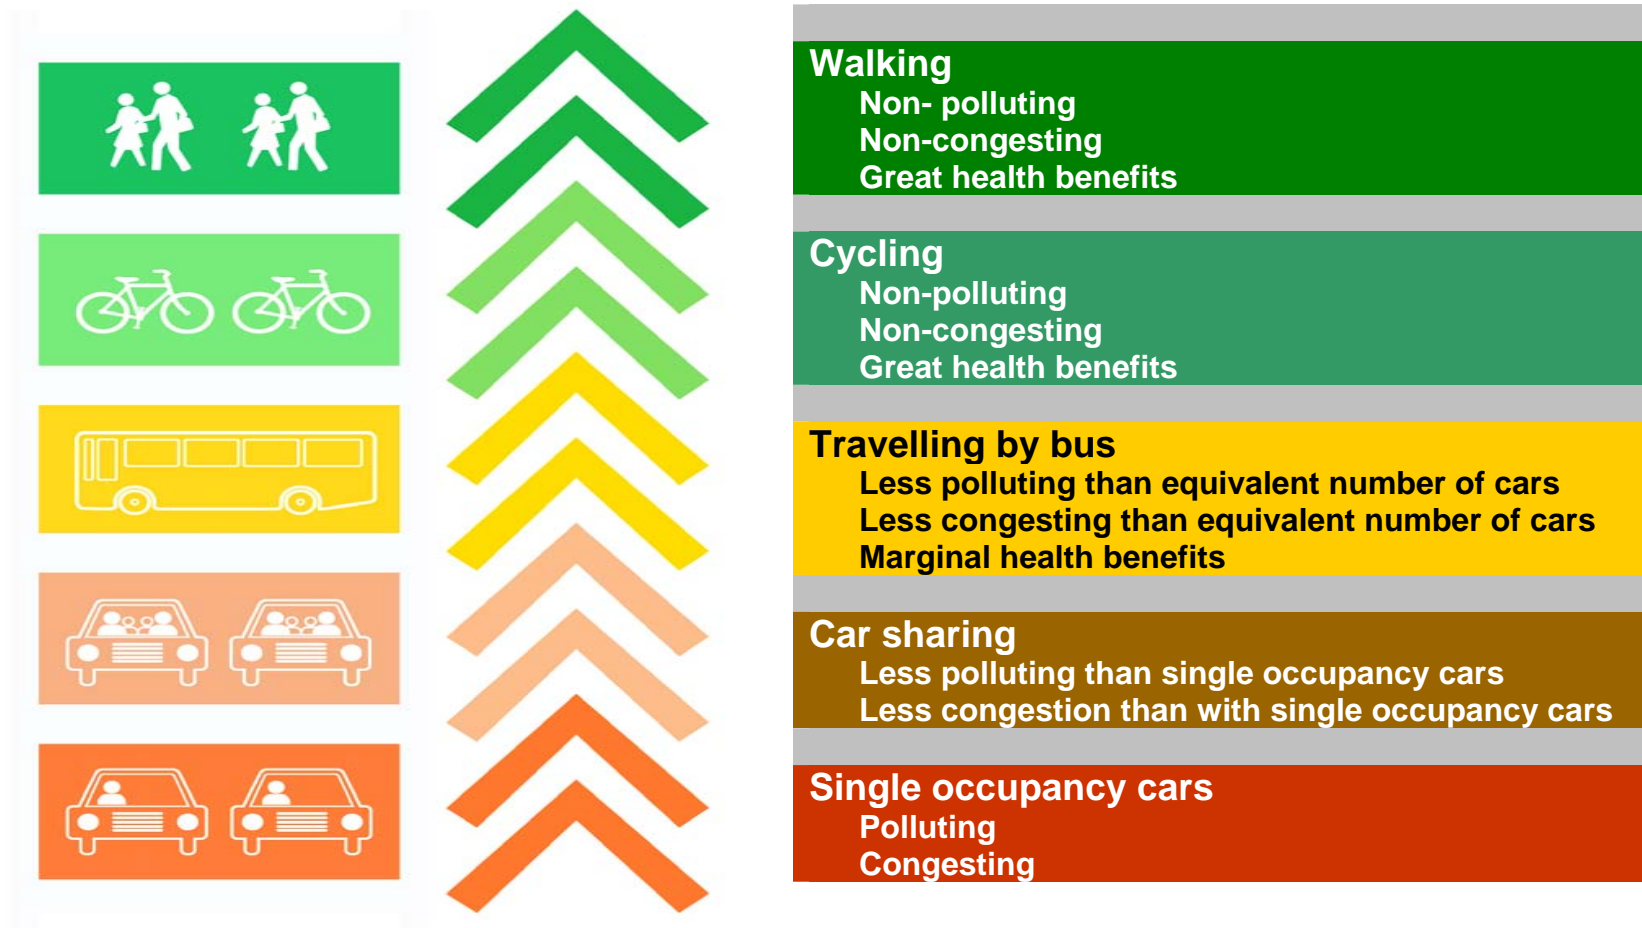 Walking
Non- polluting
Non-congesting
Great health benefits
Cycling
Non-polluting
Non-congesting
Great health benefits
Travelling by bus
Less polluting than equivalent number of cars
Less congesting than equivalent number of cars
Marginal health benefits
Car sharing
Less polluting than single occupancy cars
Less congestion than with single occupancy cars
Single occupancy cars
Polluting
Congesting